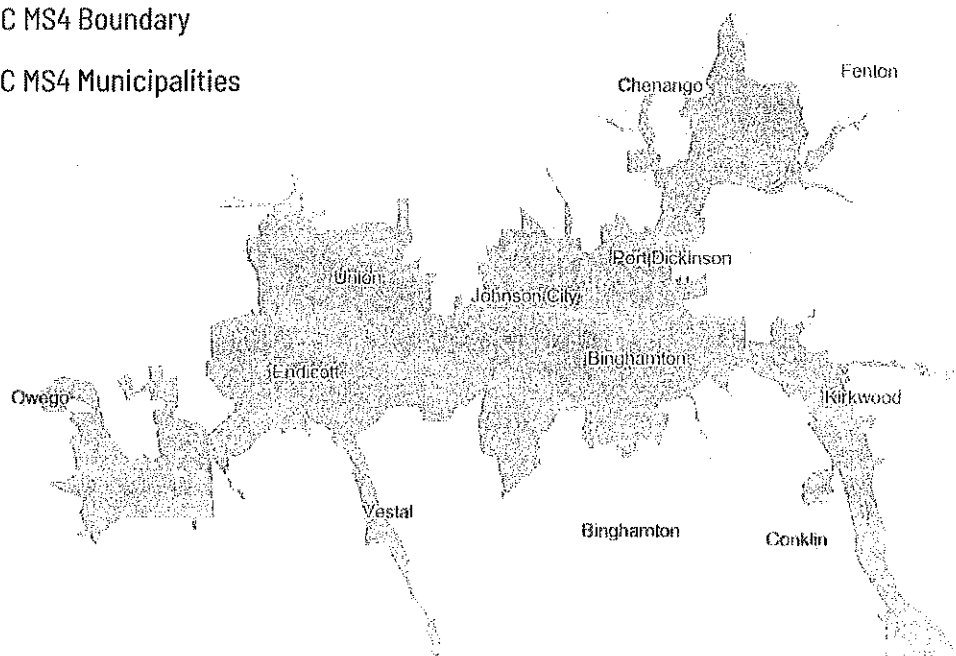 C MS4 Boundary
C MS4 Municipalities
Chenango
Fenton
Port Dickinson
Union
Johnson City
Endicott
Binghamton
Owego
Kirkwood
Vestal
Binghamton
Conklin